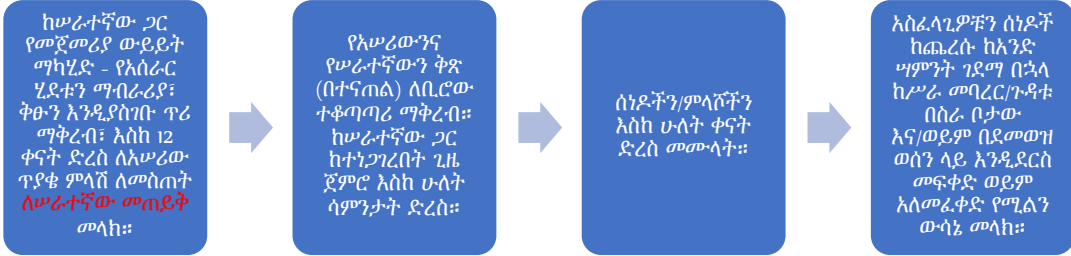 ከሠራተኛው ጋር
የመጀመሪያ ውይይት
ማካሂድ - የአሰራር
ሂደቱን ማብራሪያ፣
ቅፁን እንዲያስገቡ ጥሪ
ማቅረብ፣ እስከ 12
ቀናት ድረስ ለአሠሪው
ጥያቄ ምላሽ ለመስጠት
ለሠራተኛው መጠይቅ
መላክ።
የአሠሪውንና
የሠራተኛውን ቅጽ
(በተናጠል) ለቢሮው
ተቆጣጣሪ ማቅረብ።
ከሠራተኛው ጋር
ከተነጋገረበት ጊዜ
ጀምሮ እስከ ሁለት
ሳምንታት ድረስ።
ሰነዶችን/ምላሾችን
እስከ ሁለት ቀናት
ድረስ መሙላት።
አስፈላጊዎቹን ሰነዶች
ከጨረሱ ከአንድ
ሣምንት ገደማ በኋላ
ከሥራ መባረር/ጉዳቱ
በስራ ቦታው
እና/ወይም በደመወዝ
ወሰን ላይ እንዲደርስ
መፍቀድ ወይም
አለመፈቀድ የሚልን
ውሳኔ መላክ።